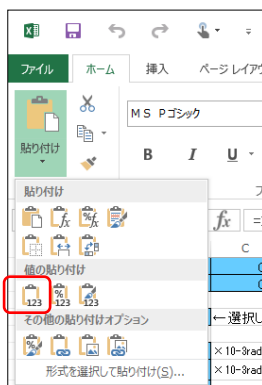 ファイル ホーム 挿入 ページ レイアウ
貼り付け
ＭＳ Ｐゴシック
B I U
貼り付け
fx =
値の貼り付け
123 % 123 123
C
その他の貼り付けオプション
←選択し
形式を選択して貼り付け(S)...
×10-3rad
×10-3rad